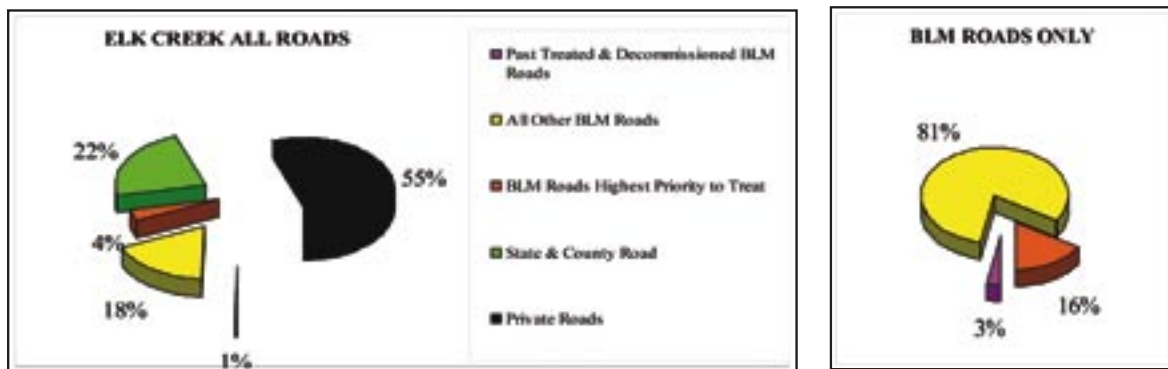 ELK CREEK ALL ROADS
22%
4%
18%
1%
55%
Past Treated & Decommissioned BLM
Roads
All Other BLM Roads
BLM Roads Highest Priority to Treat
State & County Road
Private Roads
BLM ROADS ONLY
81%
3%
16%